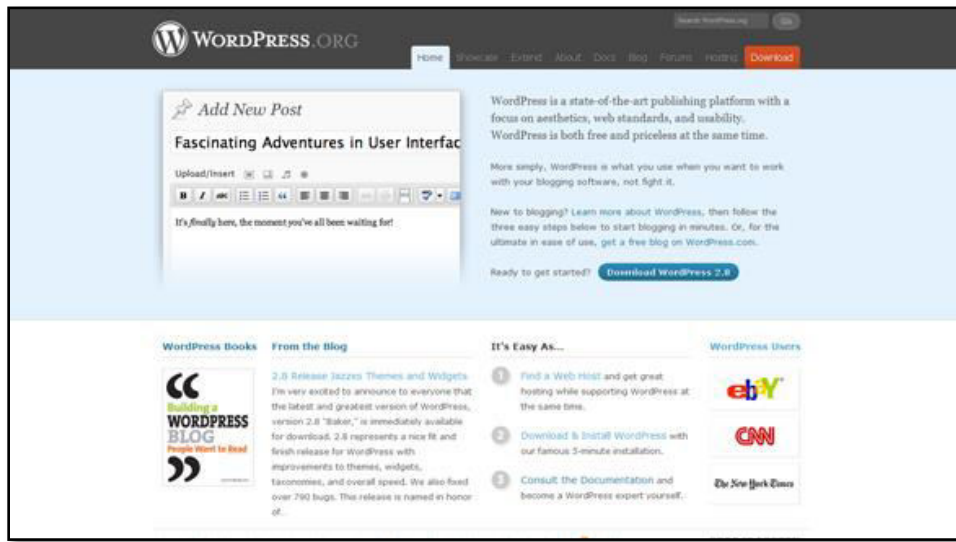 Search WordPress.org Go
WORDPRESS.ORG
Home Showcase Extend About Docs Blog Forums Hosting Download
Add New Post
Fascinating Adventures in User Interfac
Upload/Insert
B I ABC
It's finally here, the moment you've all been waiting for!
WordPress is a state-of-the-art publishing platform with a
focus on aesthetics, web standards, and usability.
WordPress is both free and priceless at the same time.
More simply, WordPress is what you use when you want to work
with your blogging software, not fight it.
New to blogging? Learn more about WordPress, then follow the
three easy steps below to start blogging in minutes. Or, for the
ultimate in ease of use, get a free blog on WordPress.com.
Ready to get started? Download WordPress 2.8
WordPress Books
Building a
WORDPRESS
BLOG
People Want to Read
From the Blog
2.8 Release Jazzes Themes and Widgets
I'm very excited to announce to everyone that
the latest and greatest version of WordPress,
version 2.8 "Baker," is immediately available
for download. 2.8 represents a nice fit and
finish release for WordPress with
improvements to themes, widgets,
taxonomies, and overall speed. We also fixed
over 790 bugs. This release is named in honor
of.
It's Easy As...
1 Find a Web Host and get great
hosting while supporting WordPress at
the same time.
2 Download & Install WordPress with
our famous 5-minute installation.
3 Consult the Documentation and
become a WordPress expert yourself.
WordPress Users
ebaY
CNN
The New York Times